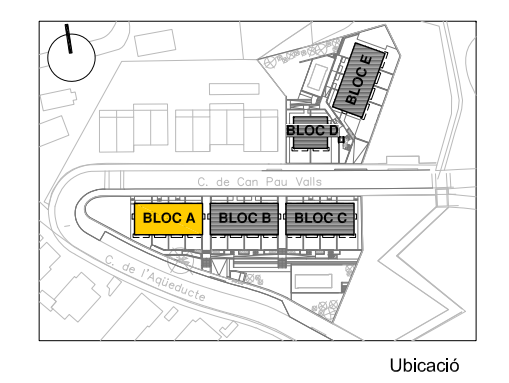 BLOC E
BLOC D
C. de Can Pau Valls
BLOC A BLOC B BLOC C
C. de l'Aqüeducte
Ubicació